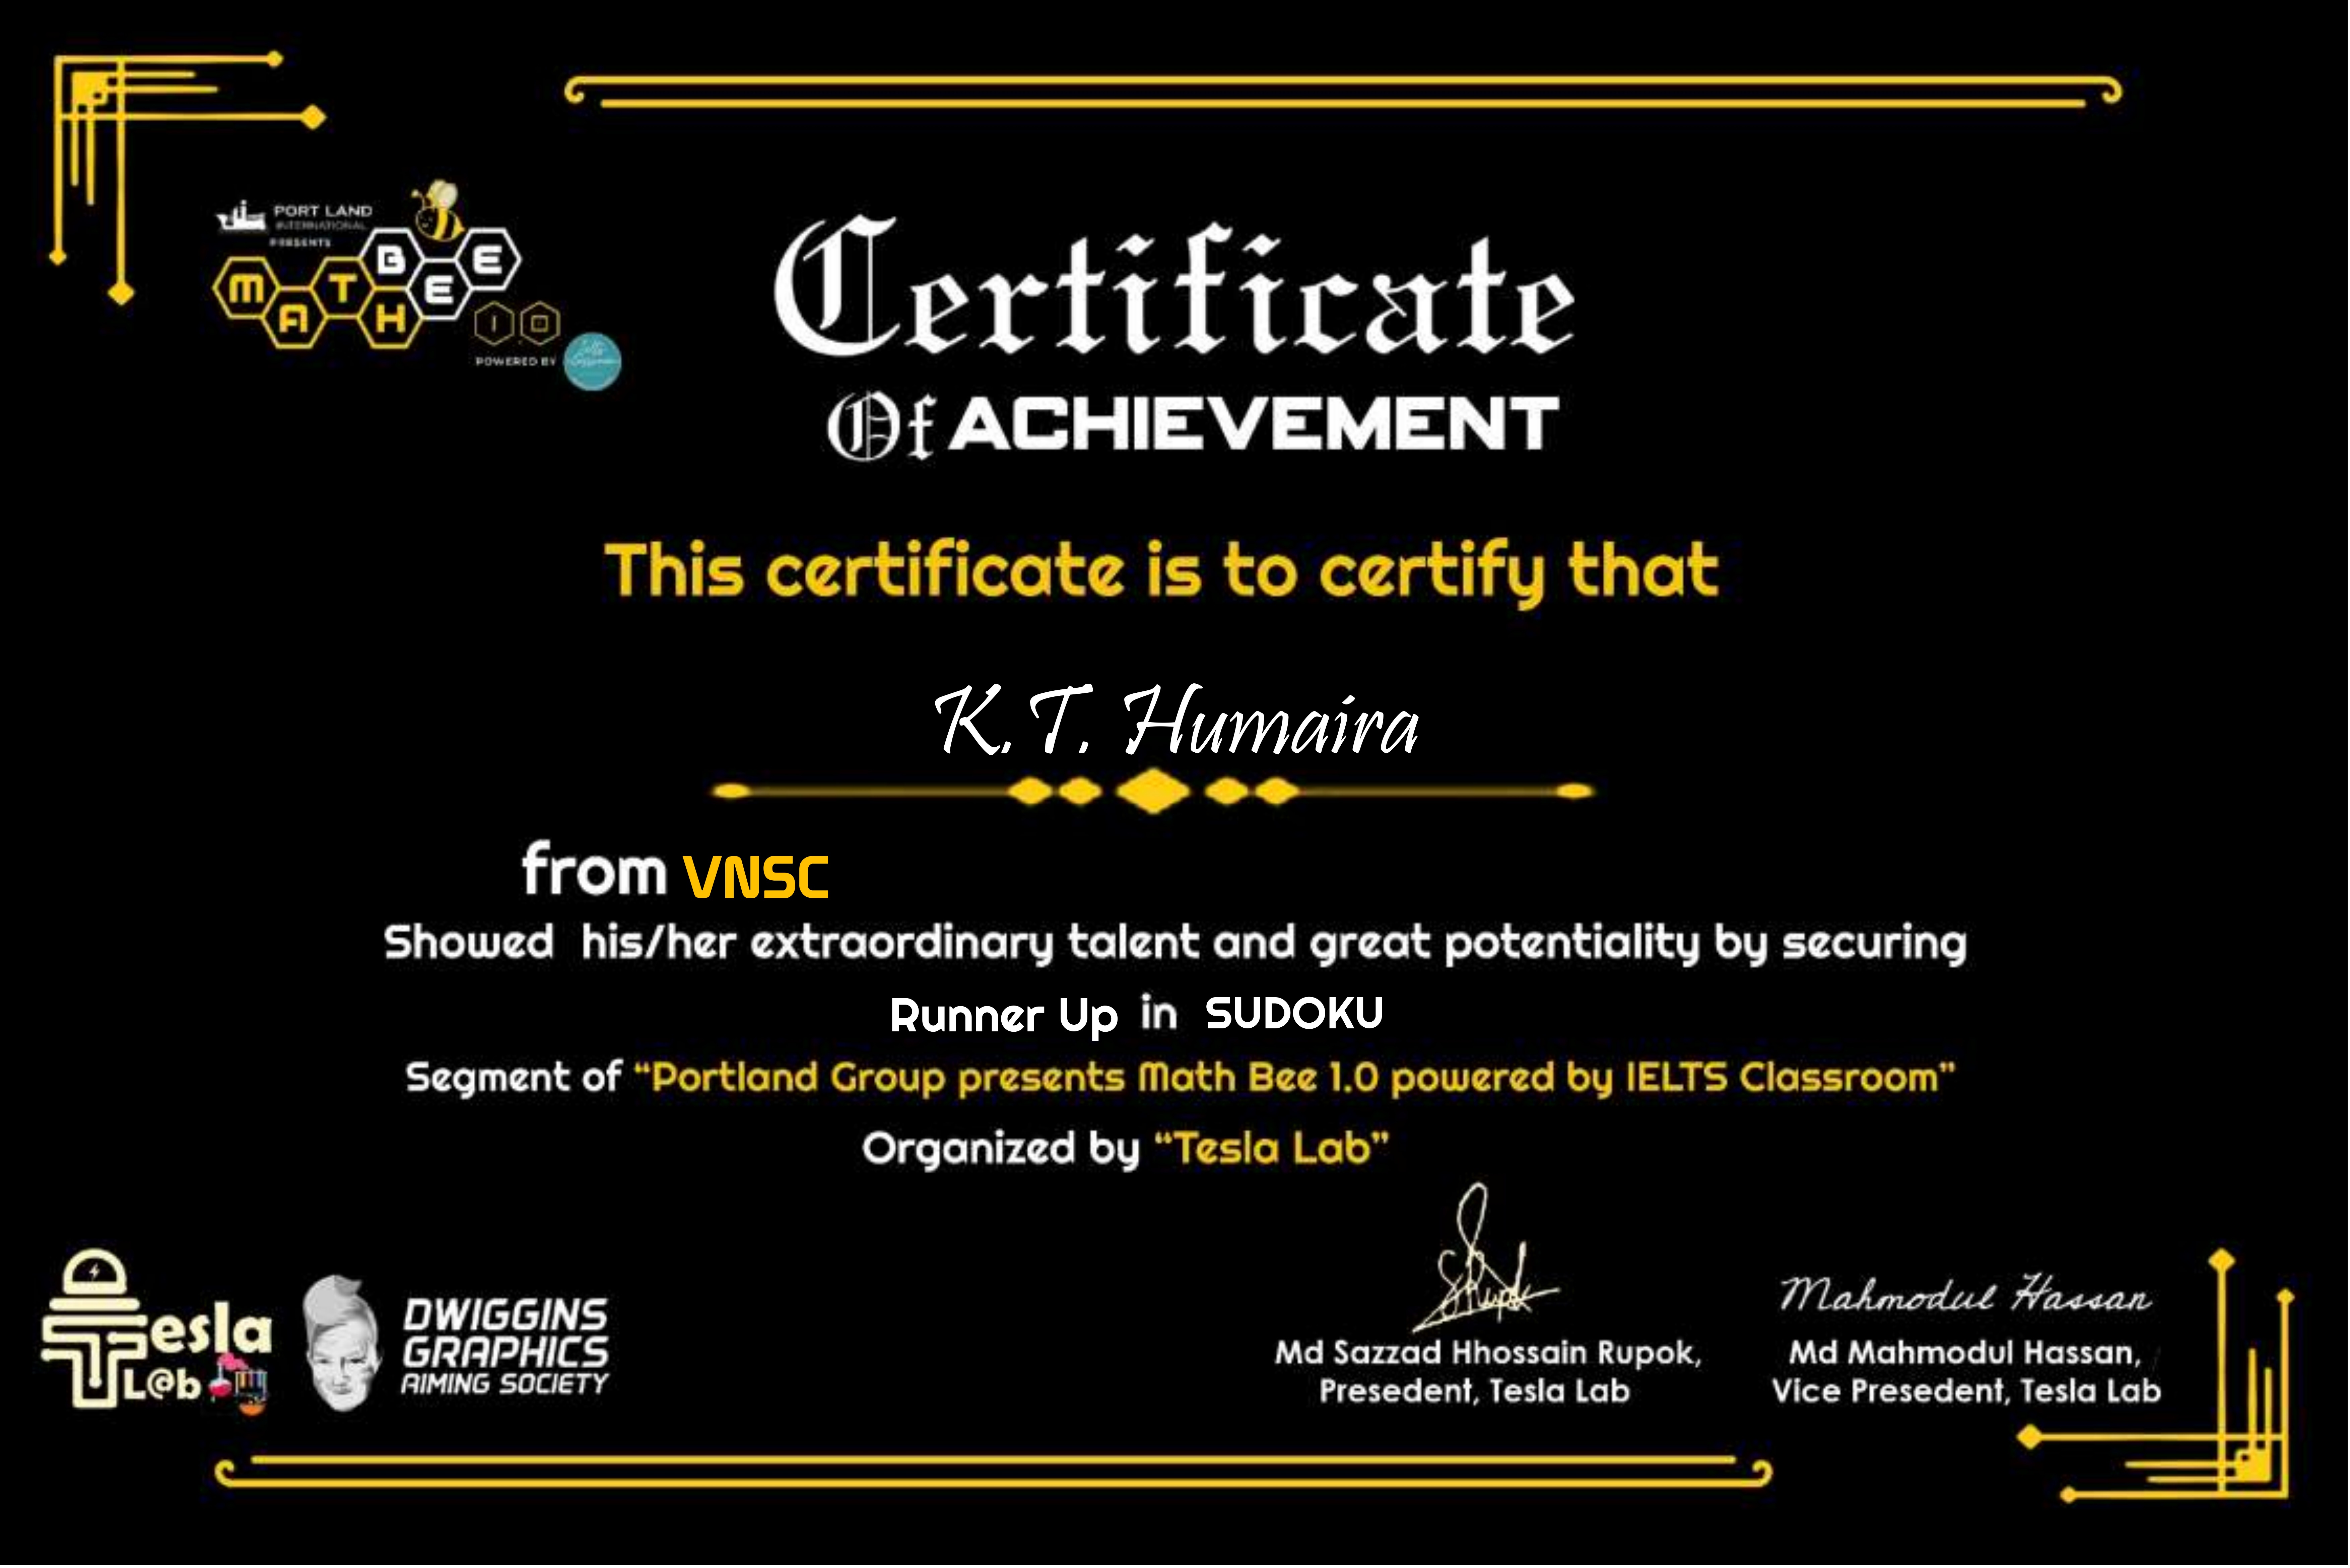 PORT LAND
INTERNATIONAL
PRESENTS
MATH BEE
1.0
POWERED BY
Certificate
Of ACHIEVEMENT
This certificate is to certify that
K.T. Humaira
from VNSC
Showed his/her extraordinary talent and great potentiality by securing
Runner Up in SUDOKU
Segment of “Portland Group presents Math Bee 1.0 powered by IELTS Classroom”
Organized by “Tesla Lab”
Tesla
L@b
DWIGGINS
GRAPHICS
AIMING SOCIETY
Mahmodul Hassan
Md Sazzad Hhossain Rupok,
Presedent, Tesla Lab
Md Mahmodul Hassan,
Vice Presedent, Tesla Lab